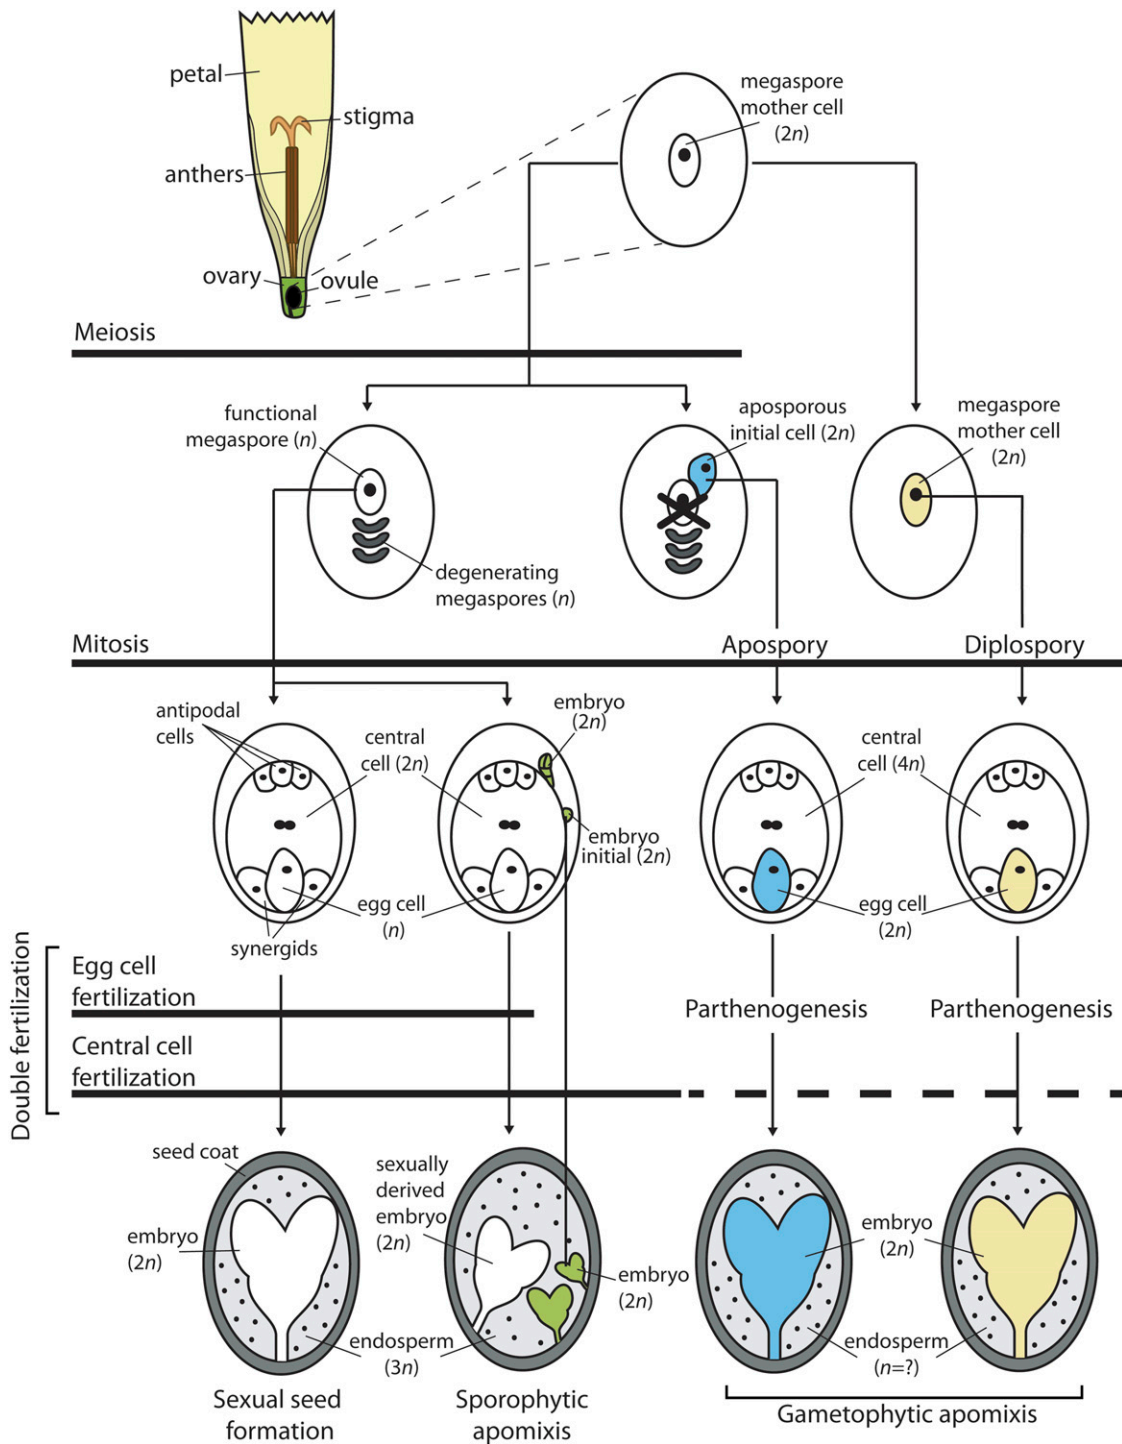 petal
stigma
anthers
ovary
ovule
megaspore
mother cell
(2n)
Meiosis
functional
megaspore (n)
degenerating
megaspores (n)
aposporous
initial cell (2n)
megaspore
mother cell
(2n)
Mitosis
Apospory
Diplospory
antipodal
cells
central
cell (2n)
embryo
(2n)
embryo
initial (2n)
central
cell (4n)
egg cell
(n)
synergids
egg cell
(2n)
Double fertilization
Egg cell
fertilization
Central cell
fertilization
Parthenogenesis
Parthenogenesis
seed coat
embryo
(2n)
sexually
derived
embryo
(2n)
embryo
(2n)
embryo
(2n)
endosperm
(3n)
endosperm
(n=?)
Sexual seed
formation
Sporophytic
apomixis
Gametophytic apomixis